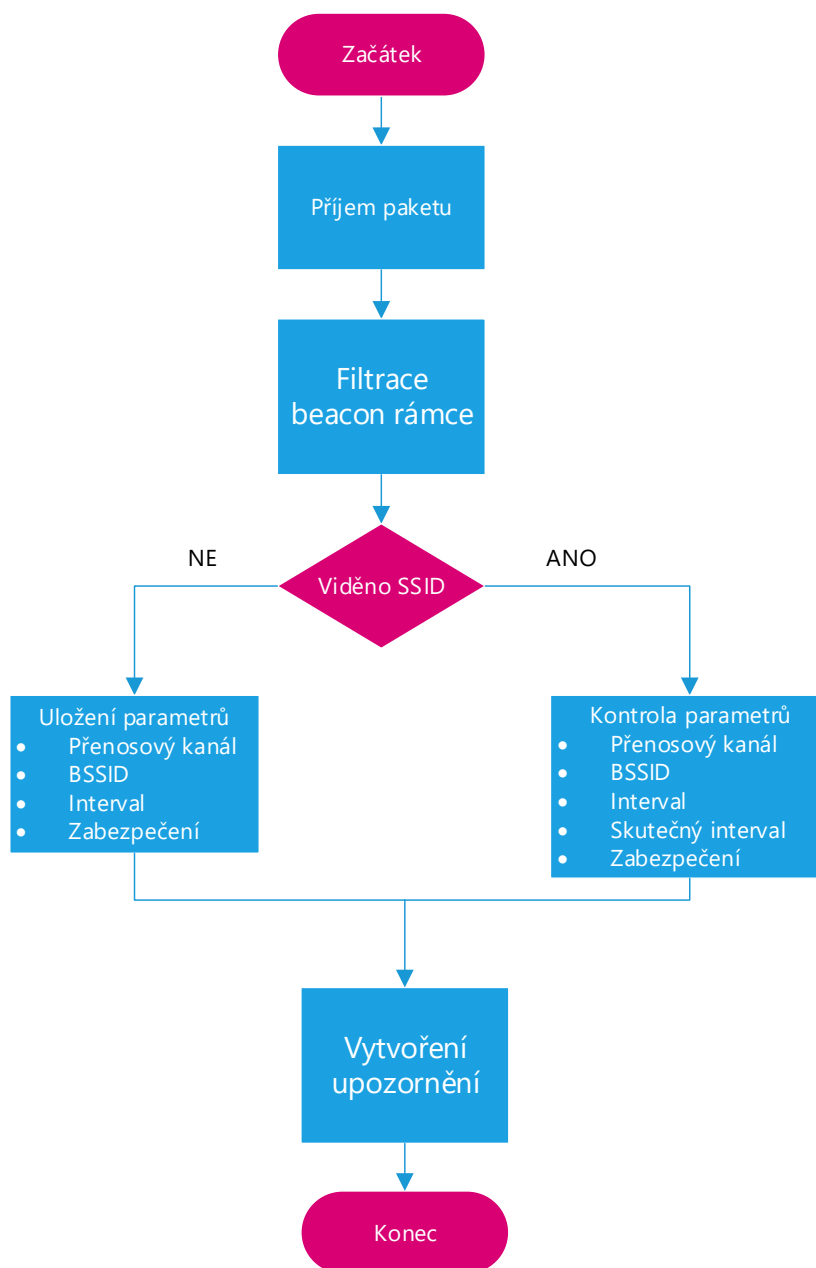 Začátek
Příjem paketu
Filtrace
beacon rámce
Viděno SSID
NE
ANO
Uložení parametrů
• Přenosový kanál
• BSSID
• Interval
• Zabezpečení
Kontrola parametrů
• Přenosový kanál
• BSSID
• Interval
• Skutečný interval
• Zabezpečení
Vytvoření
upozornění
Konec